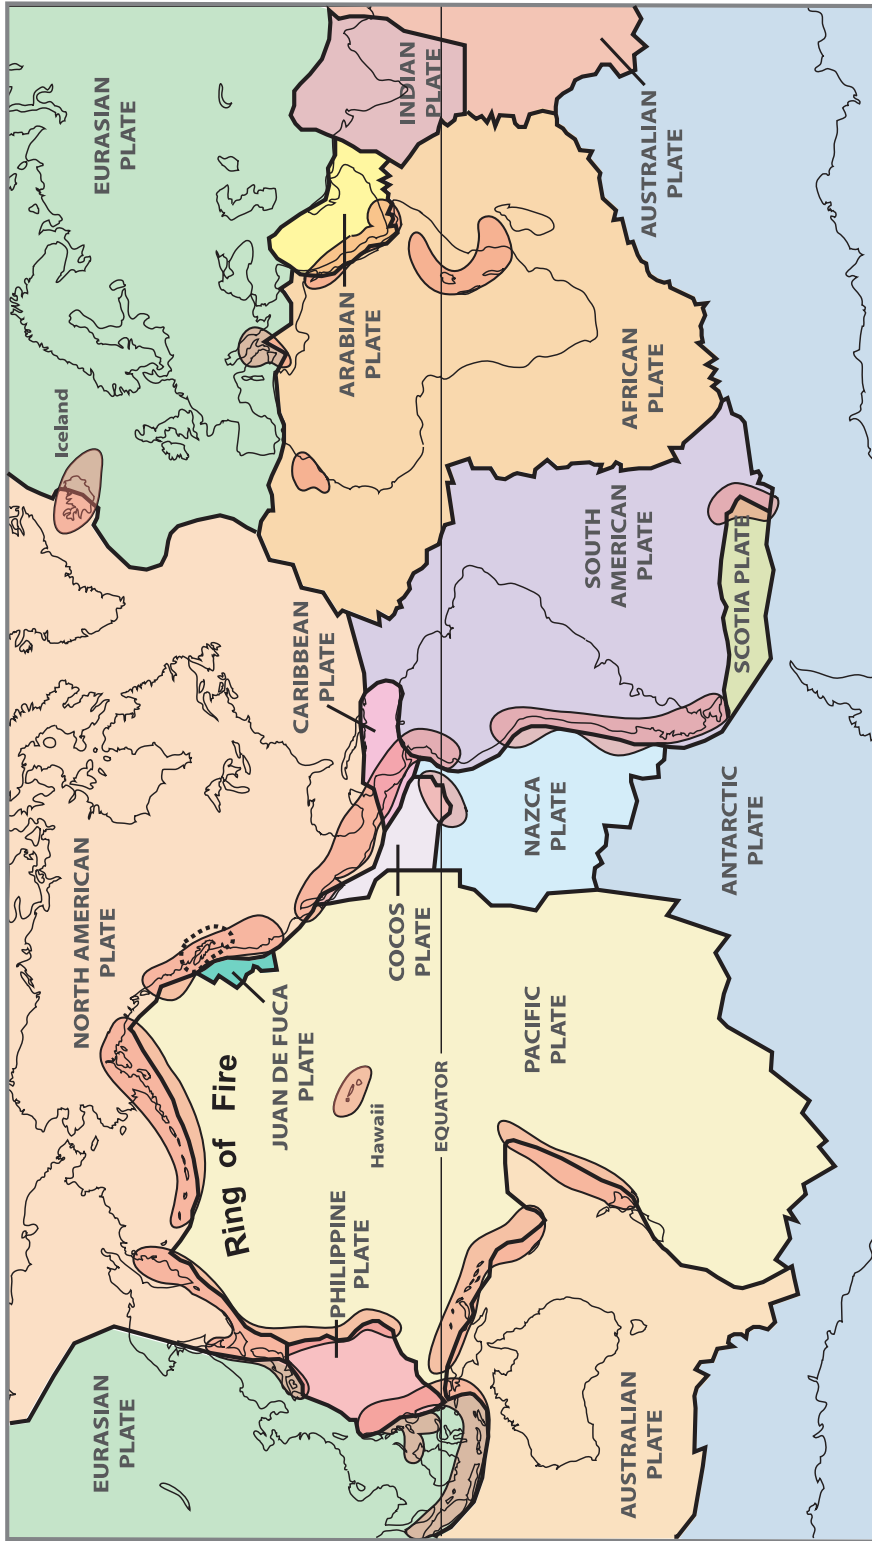 EURASIAN
PLATE
NORTH AMERICAN
PLATE
Iceland
EURASIAN
PLATE
Ring of Fire
JUAN DE FUCA
PLATE
CARIBBEAN
PLATE
PHILIPPINE
PLATE
ARABIAN
PLATE
Hawaii
COCOS
PLATE
INDIAN
PLATE
EQUATOR
PACIFIC
PLATE
NAZCA
PLATE
SOUTH
AMERICAN
PLATE
AUSTRALIAN
PLATE
AFRICAN
PLATE
AUSTRALIAN
PLATE
ANTARCTIC
PLATE
SCOTIA PLATE